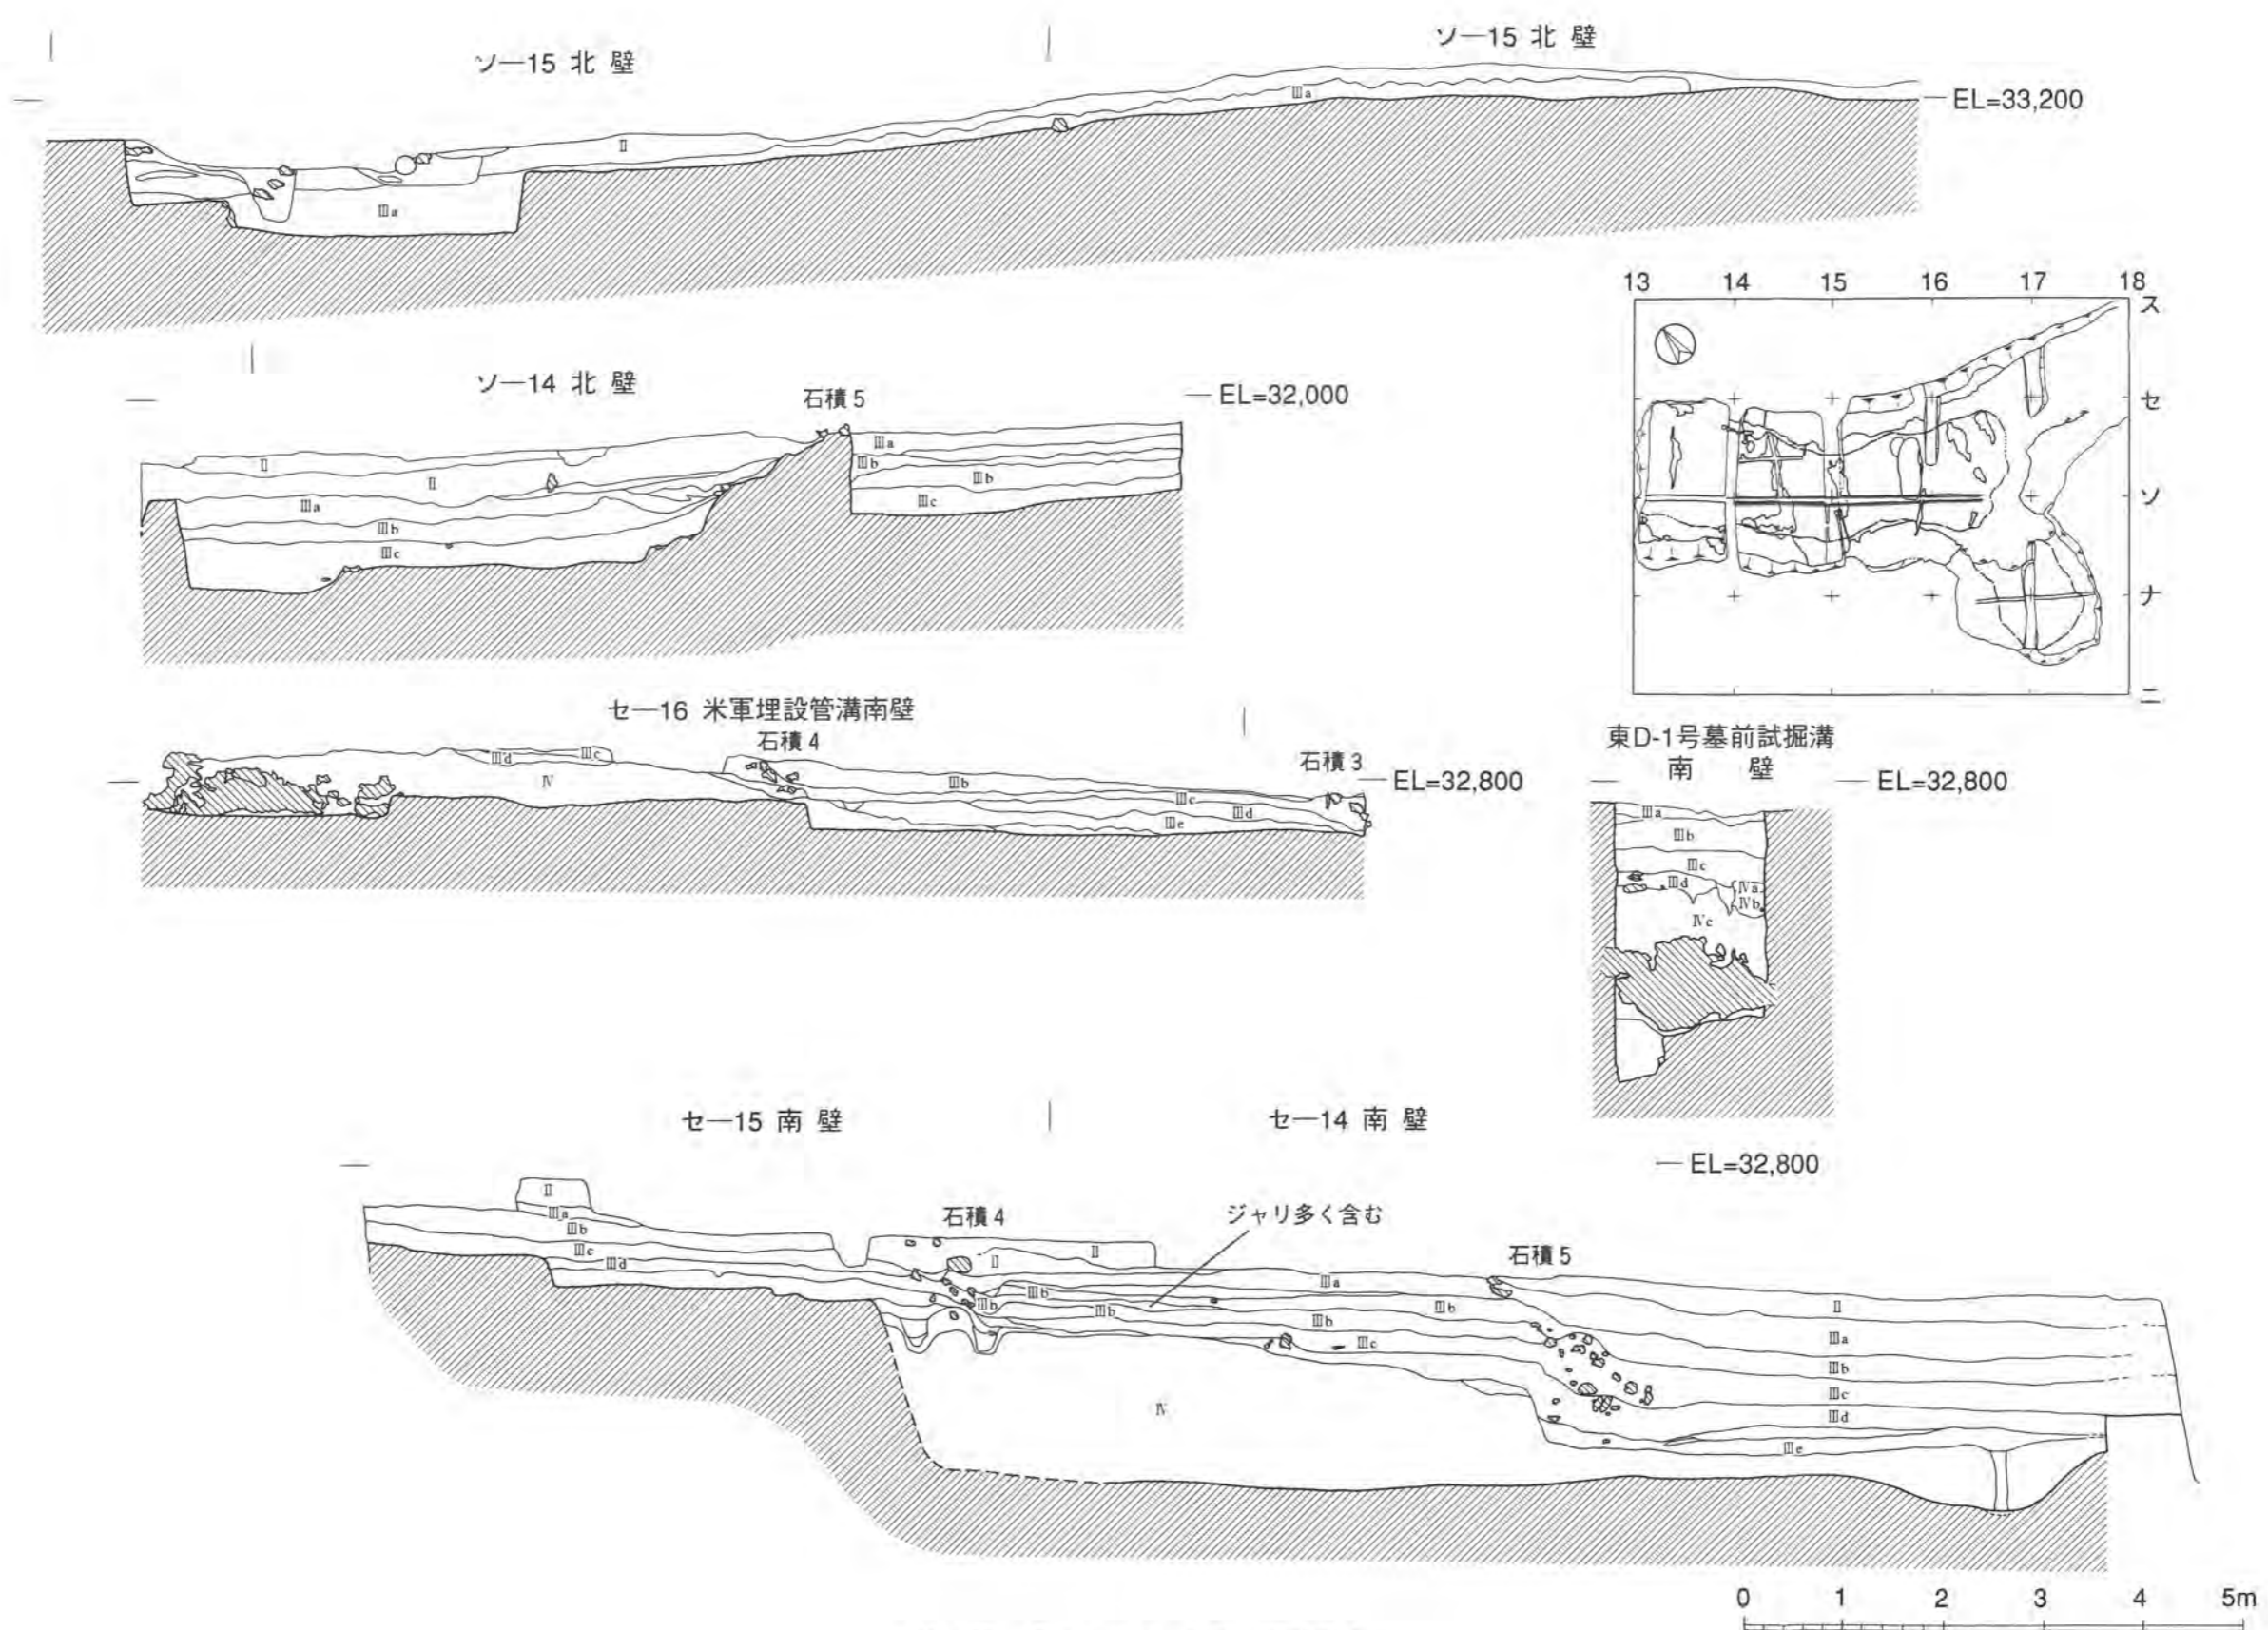 ソ—15 北 壁
ソ—15 北 壁
Ⅲa
EL=33,200
Ⅱ
Ⅲa
ソ—14 北 壁
石積5
EL=32,000
Ⅱ
Ⅱ
Ⅲa
Ⅲb
Ⅲc
Ⅲa
Ⅲb
Ⅲb
Ⅲc
13 14 15 16 17 18
ス
セ
ソ
ナ
ニ
セ—16 米軍埋設管溝南壁
石積4
石積3
EL=32,800
Ⅲd
Ⅲc
Ⅳ
Ⅲb
Ⅲc
Ⅲd
Ⅲe
東D-1号墓前試掘溝
南 壁
EL=32,800
Ⅲa
Ⅲb
Ⅲc
Ⅲd
Ⅳa
Ⅳb
Ⅳc
セ—15 南 壁
セ—14 南 壁
EL=32,800
Ⅱ
Ⅲa
Ⅲb
Ⅲc
Ⅲd
石積4
ジャリ多く含む
石積5
Ⅱ
Ⅱ
Ⅲa
Ⅲb
Ⅲb
Ⅲb
Ⅲb
Ⅲb
Ⅲc
Ⅳ
Ⅱ
Ⅲa
Ⅲb
Ⅲc
Ⅲd
Ⅲe
0 1 2 3 4 5m